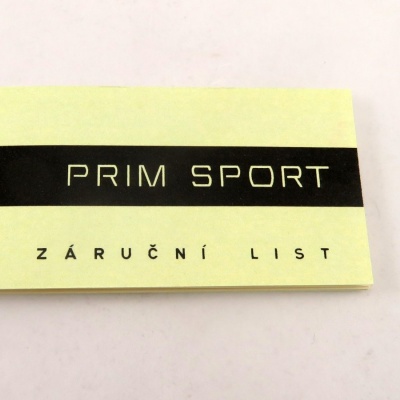 PRIM SPORT
ZÁRUČNÍ LIST